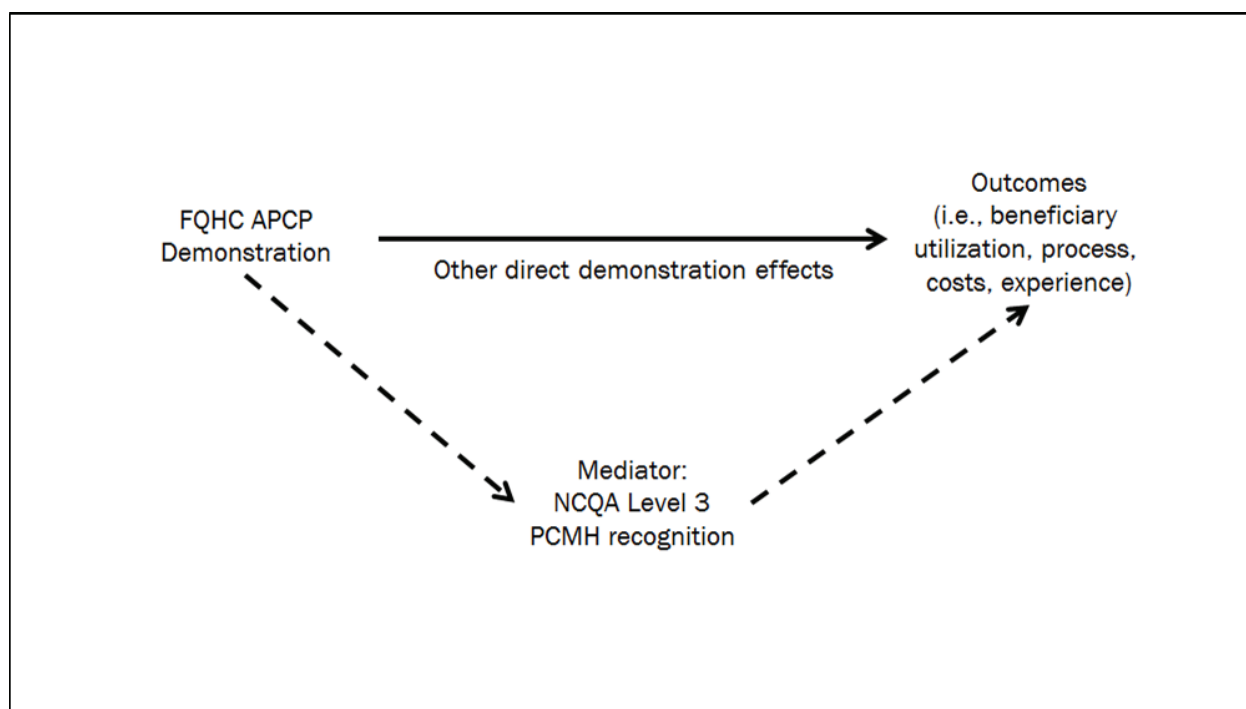 FQHC APCP
Demonstration
Other direct demonstration effects
Outcomes
(i.e., beneficiary
utilization, process,
costs, experience)
Mediator:
NCQA Level 3
PCMH recognition